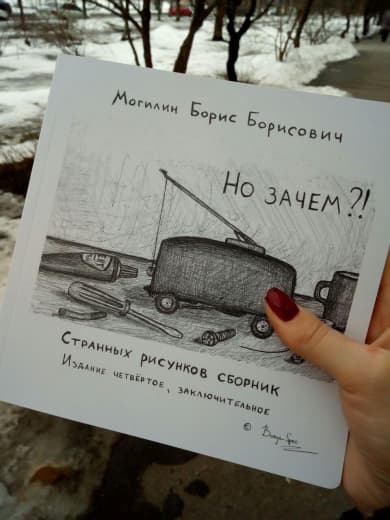 Могилин Борис Борисович
Но зачем?!
Странных рисунков сборник
Издание четвёртое, заключительное
©